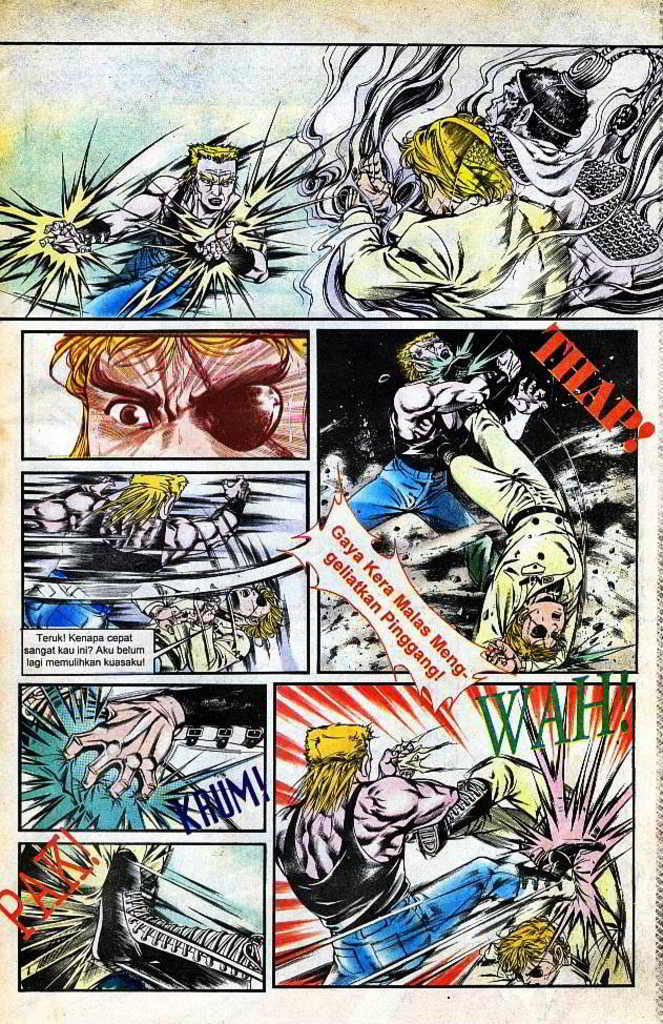 THAP!
Gaya Kera Malas Meng-
geliatkan Pinggang!
Teruk! Kenapa cepat
sangat kau ini? Aku belum
lagi memulihkan kuasaku!
KRUM!
WAH!
PAK!